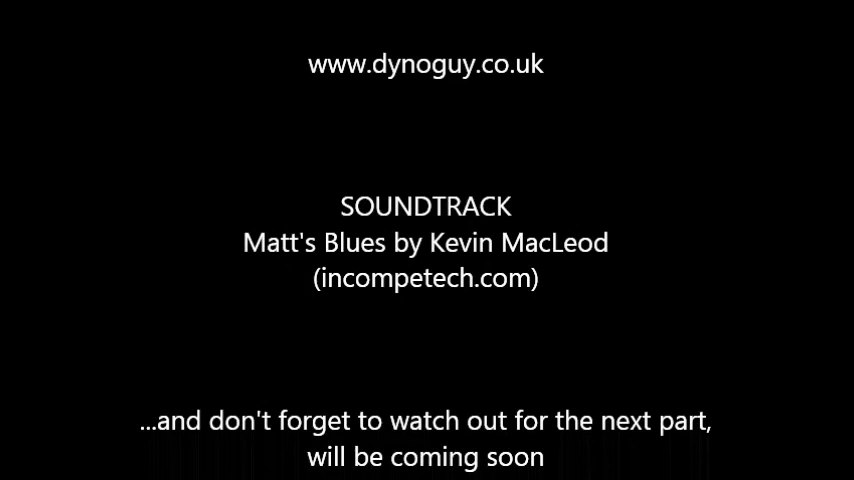 www.dynoguy.co.uk
SOUNDTRACK
Matt's Blues by Kevin MacLeod
(incompetech.com)
...and don't forget to watch out for the next part,
will be coming soon